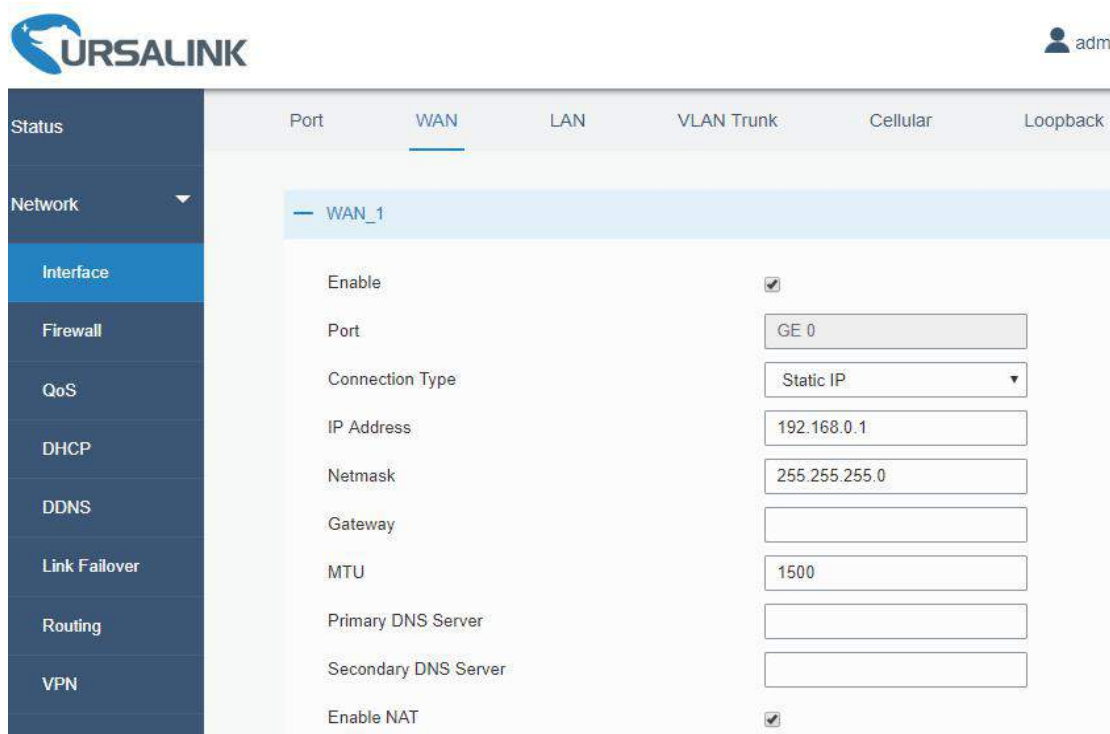 URSALINK
adm
Status
Port WAN LAN VLAN Trunk Cellular Loopback
Network
WAN_1
Interface
Enable
Firewall
Port GE 0
Connection Type Static IP
QoS
IP Address 192.168.0.1
DHCP
Netmask 255.255.255.0
DDNS
Gateway
Link Failover
MTU 1500
Routing
Primary DNS Server
Secondary DNS Server
VPN
Enable NAT